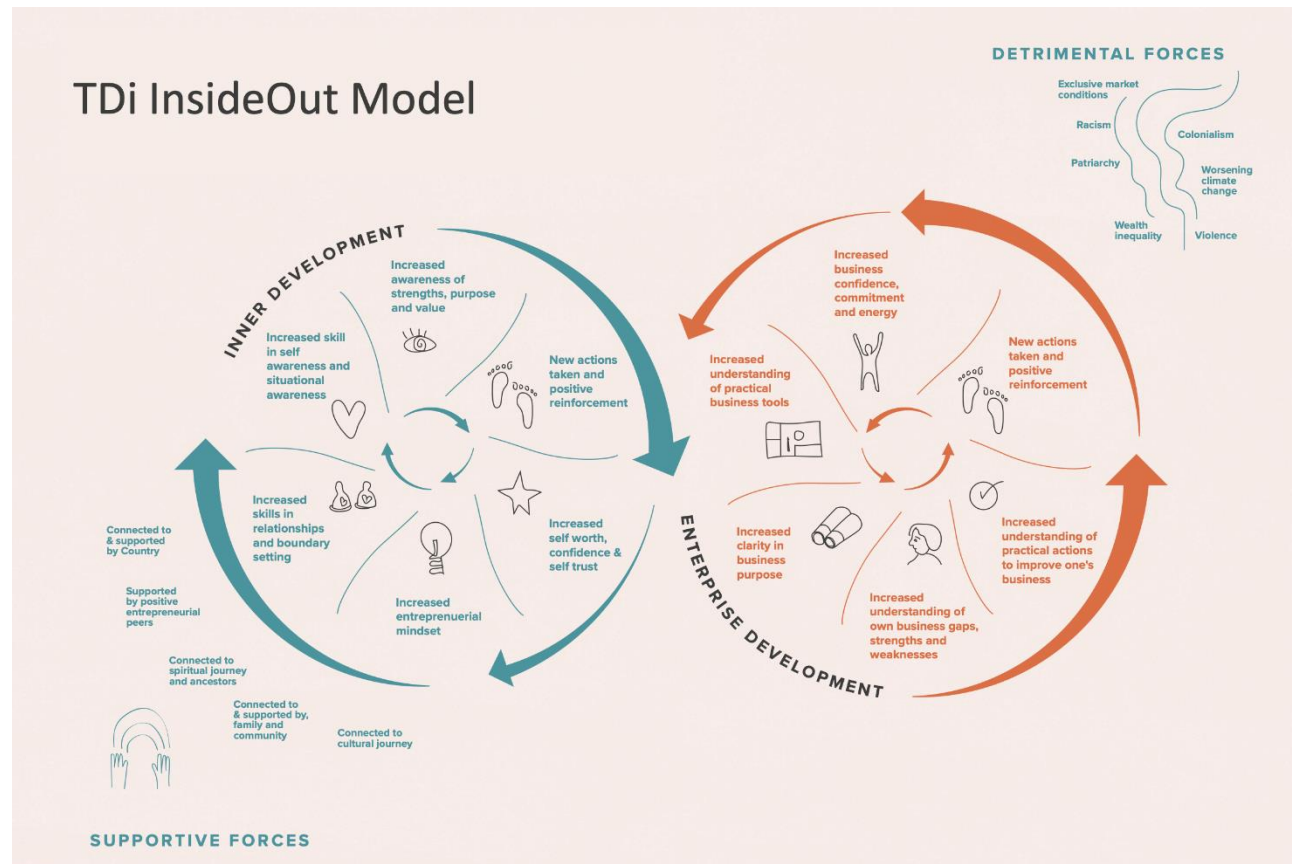 TDi InsideOut Model
DETRIMENTAL FORCES
Exclusive market
conditions
Racism
Colonialism
Patriarchy
Worsening
climate
change
Wealth
inequality
Violence
INNER DEVELOPMENT
Increased
awareness of
strengths, purpose
and value
Increased skill
in self
awareness and
situational
awareness
New actions
taken and
positive
reinforcement
Increased
skills in
relationships
and boundary
setting
Increased
self worth,
confidence &
self trust
Increased
entreprenuerial
mindset
ENTERPRISE DEVELOPMENT
Increased
business
confidence,
commitment
and energy
Increased
understanding
of practical
business tools
New actions
taken and
positive
reinforcement
Increased
clarity in
business
purpose
Increased
understanding of
practical actions
to improve one's
business
Increased
understanding of
own business gaps,
strengths and
weaknesses
Connected to
& supported
by Country
Supported
by positive
entrepreneurial
peers
Connected to
spiritual journey
and ancestors
Connected to
& supported by,
family and
community
Connected to
cultural journey
SUPPORTIVE FORCES